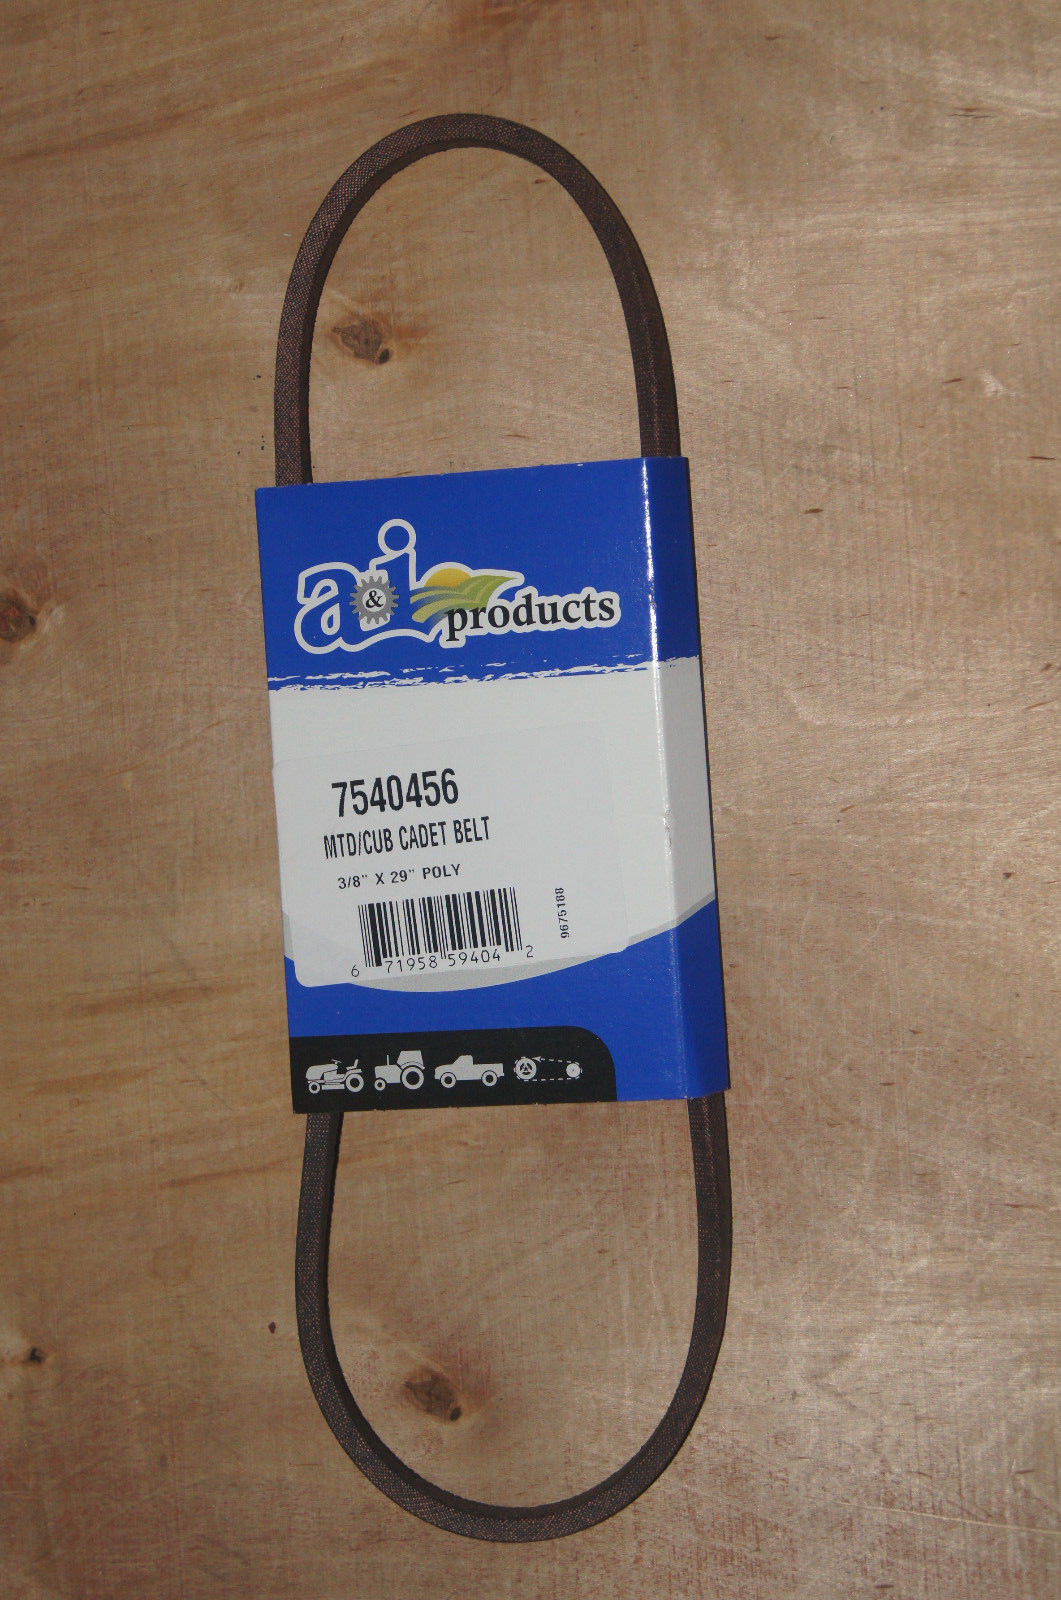 a&i products
7540456
MTD/CUB CADET BELT
3/8" X 29" POLY
9675188
6 71958 59404 2